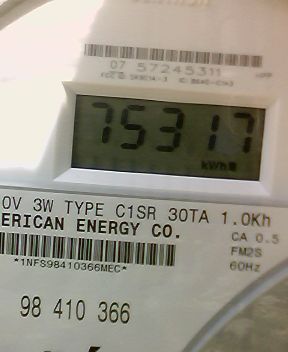 07 57245311
75317
kWh
0V 3W TYPE C1SR 30TA 1.0Kh
ERICAN ENERGY CO.
CA 0.5
FM2S
60Hz
*1NFS98410366MEC*
98 410 366